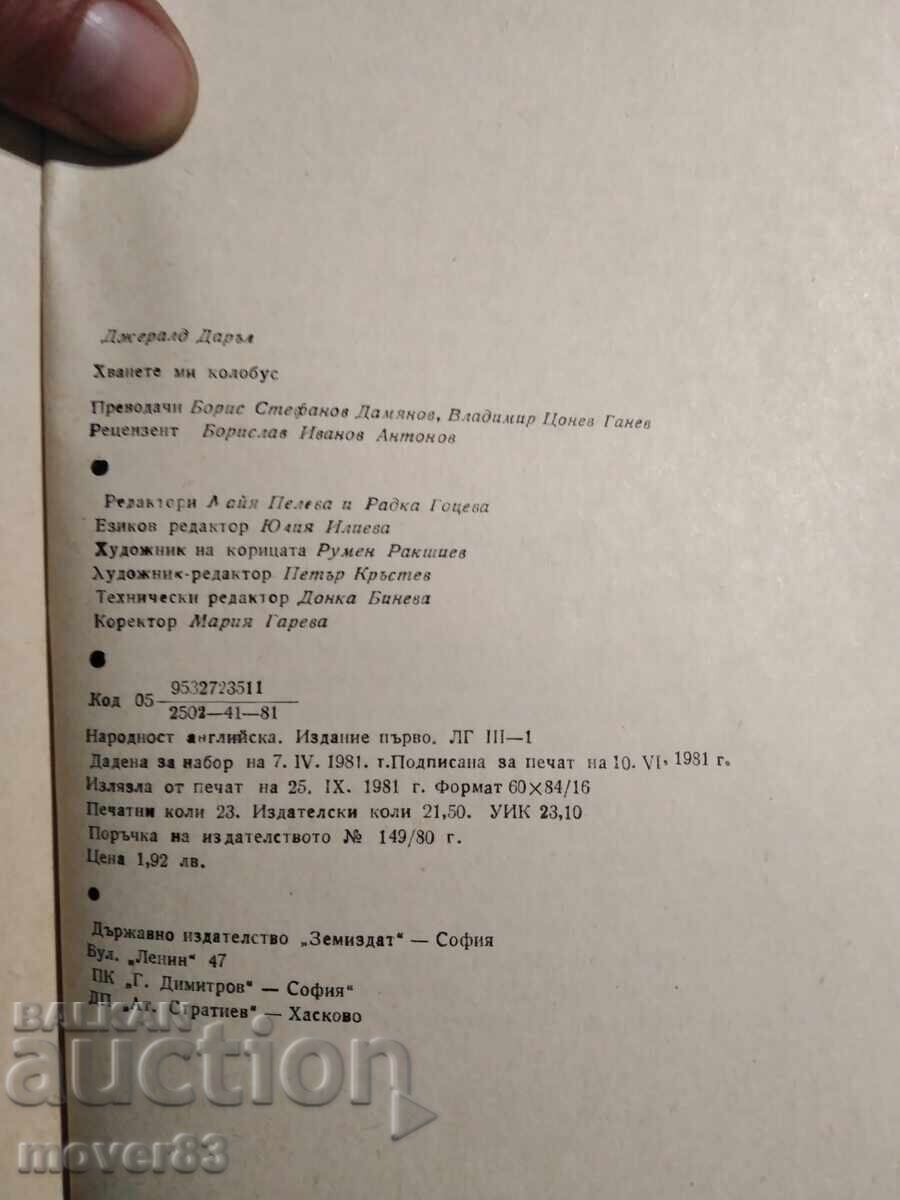 Джералд Даръл
Хванете ми колобус
Преводачи Борис Стефанов Дамянов, Владимир Цонев Ганев
Рецензент Борислав Иванов Антонов
Редактори Айя Пелева и Радка Гоцева
Езиков редактор Юлия Илиева
Художник на корицата Румен Ракшиев
Художник-редактор Петър Кръстев
Технически редактор Донка Бинева
Коректор Мария Гарева
Код 05 9532723511
2502—41—81
Народност английска. Издание първо. ЛГ III—1
Дадена за набор на 7. IV. 1981. г. Подписана за печат на 10. VI. 1981 г.
Излязла от печат на 25. IX. 1981 г. Формат 60×84/16
Печатни коли 23. Издателски коли 21,50. УИК 23,10
Поръчка на издателството № 149/80 г.
Цена 1,92 лв.
Държавно издателство „Земиздат“ — София
Бул. „Ленин“ 47
ПК „Г. Димитров“ — София“
ДП „Ат. Стратиев“ — Хасково
BALKAN
auction
mover83